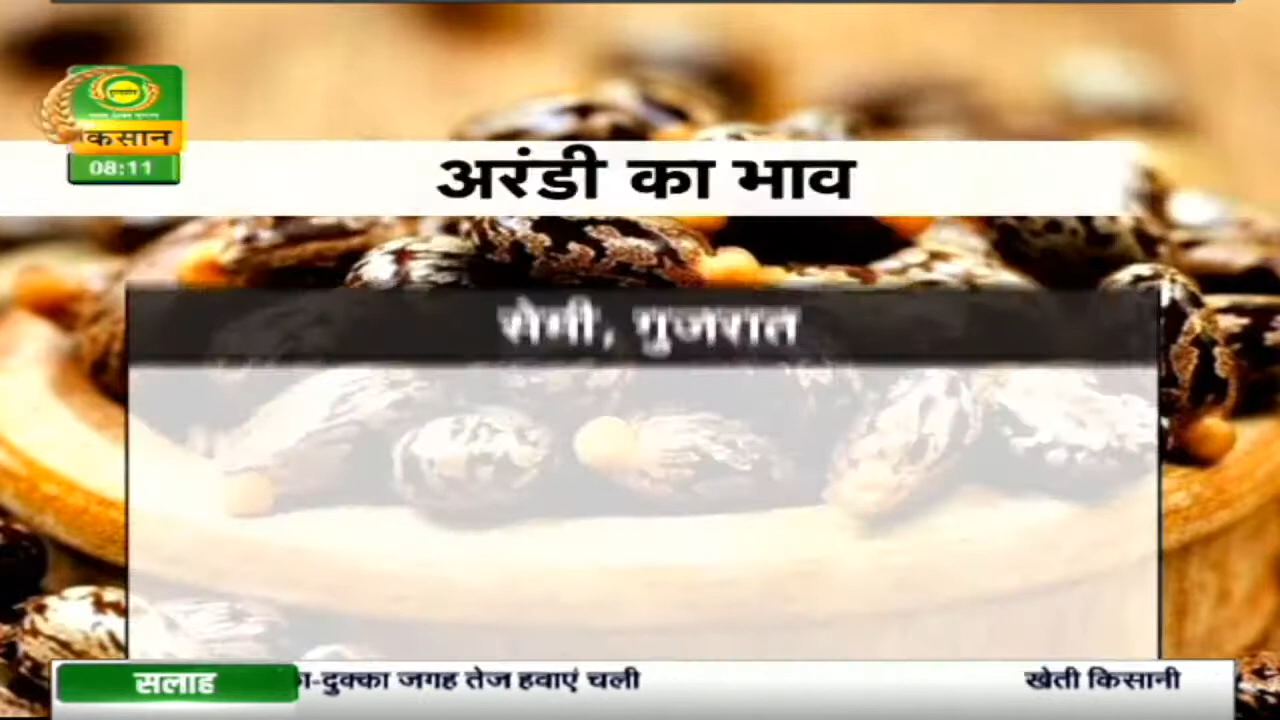 किसान
08:11
अरंडी का भाव
सेमी, गुजरात
सलाह
-दुक्का जगह तेज हवाएं चली
खेती किसानी